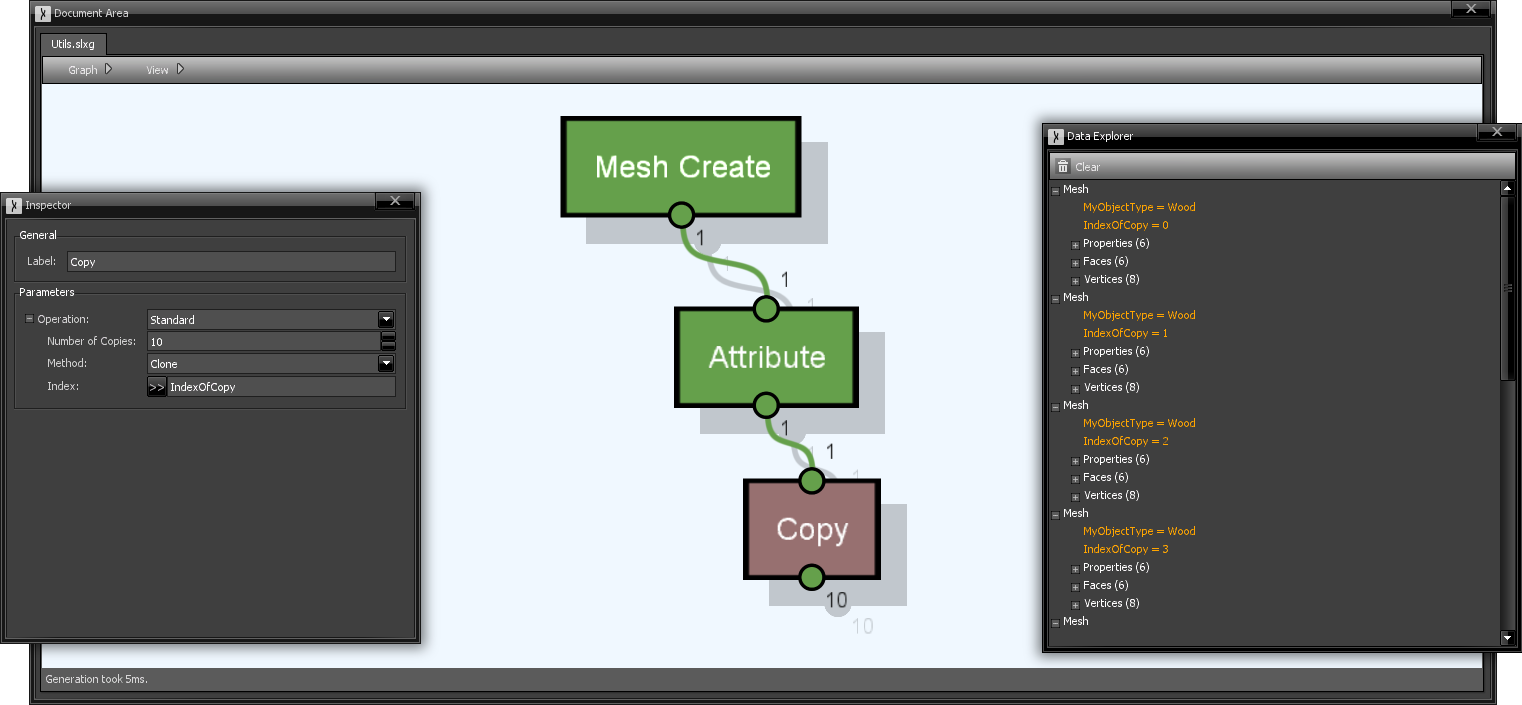 Document Area
Utils.slxg
Graph View
Mesh Create
1
1
Attribute
1
1
Copy
10
Generation took 5ms.
Inspector
General
Label: Copy
Parameters
Operation: Standard
Number of Copies: 10
Method: Clone
Index: >> IndexOfCopy
Data Explorer
Clear
Mesh
MyObjectType = Wood
IndexOfCopy = 0
Properties (6)
Faces (6)
Vertices (8)
Mesh
MyObjectType = Wood
IndexOfCopy = 1
Properties (6)
Faces (6)
Vertices (8)
Mesh
MyObjectType = Wood
IndexOfCopy = 2
Properties (6)
Faces (6)
Vertices (8)
Mesh
MyObjectType = Wood
IndexOfCopy = 3
Properties (6)
Faces (6)
Vertices (8)
Mesh